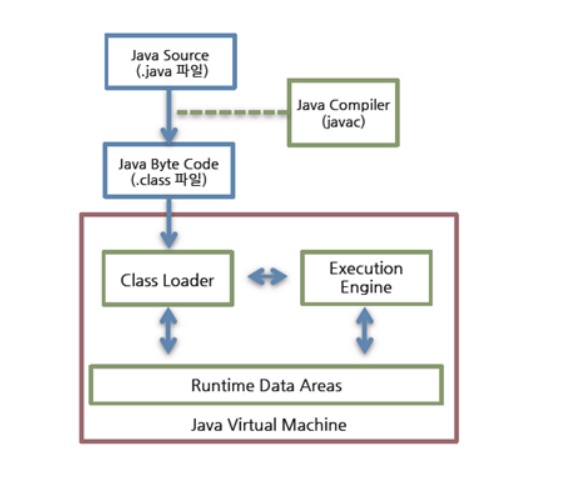 Java Source
(.java 파일)
Java Compiler
(javac)
Java Byte Code
(.class 파일)
Class Loader
Execution
Engine
Runtime Data Areas
Java Virtual Machine